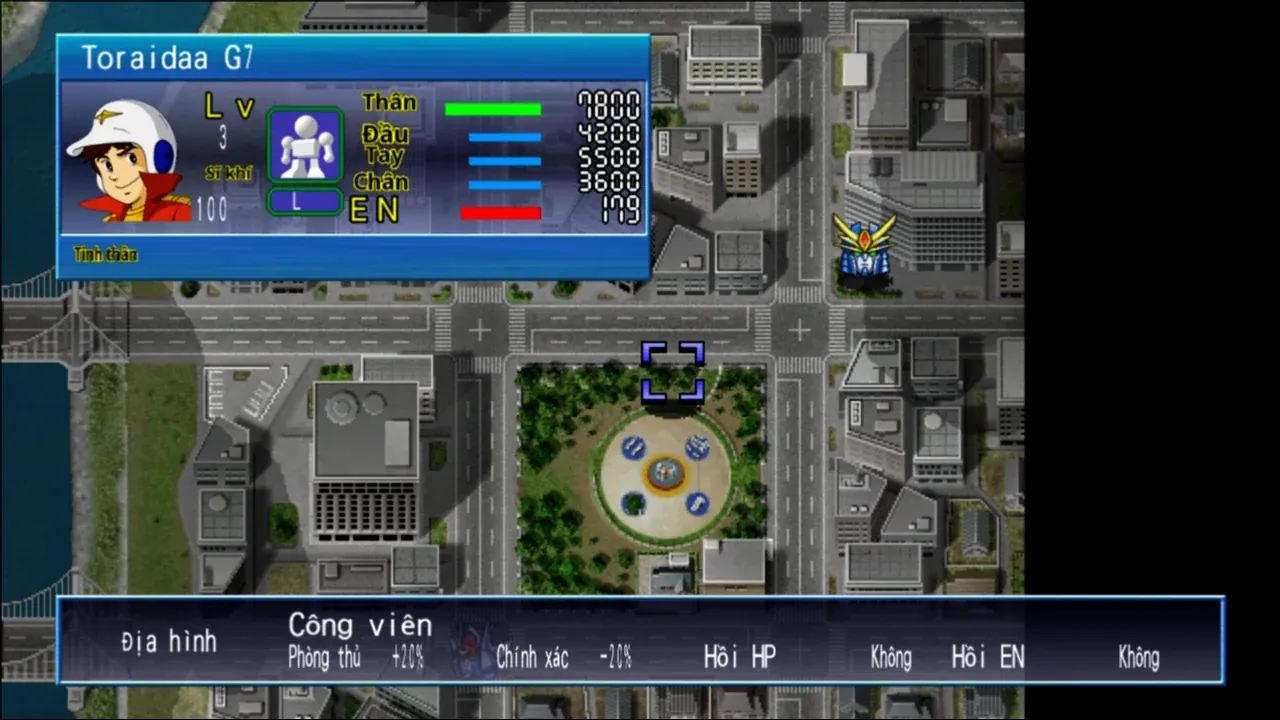 Toraidaa G7
Lv
3
Sĩ khí
100
L
Thân 7800
Đầu 4200
Tay 5500
Chân 3600
EN 179
Tinh thần
Địa hình
Công viên
Phòng thủ +20% Chính xác -20% Hồi HP Không Hồi EN Không